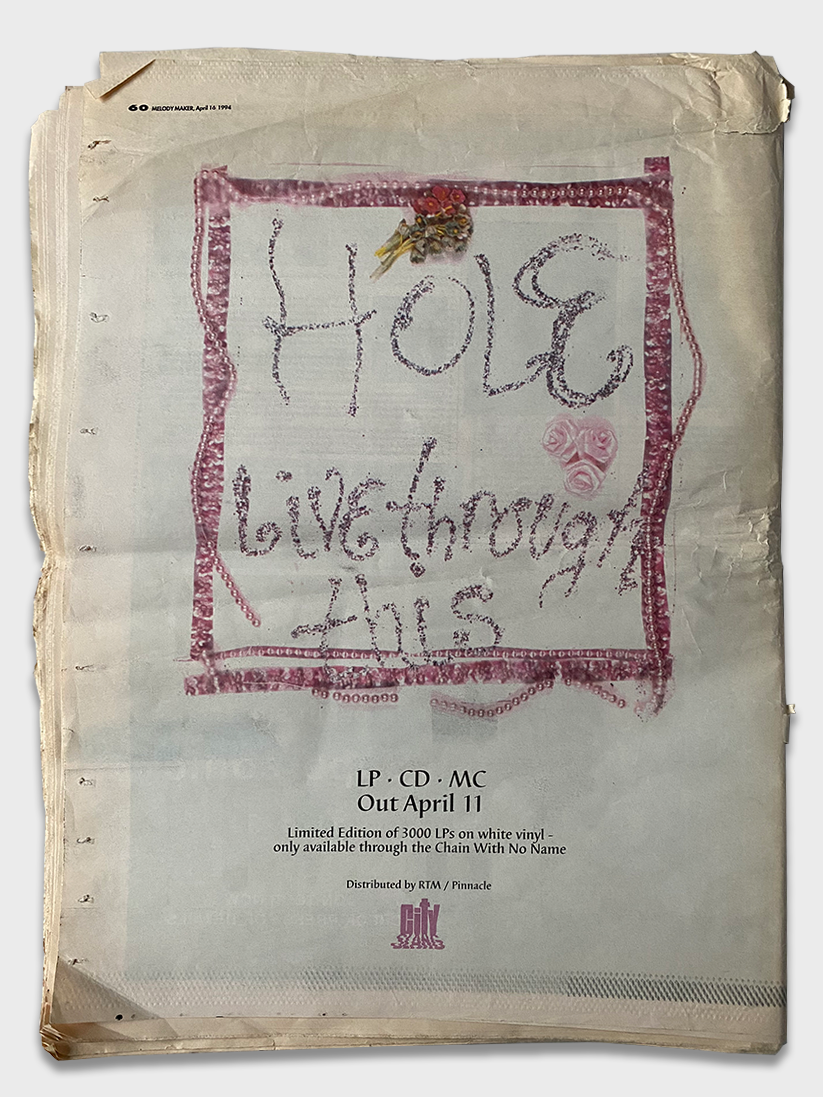 60 MELODY MAKER, April 16 1994
HOLE
Live through
this
LP · CD · MC
Out April 11
Limited Edition of 3000 LPs on white vinyl -
only available through the Chain With No Name
Distributed by RTM / Pinnacle
City
SLANG